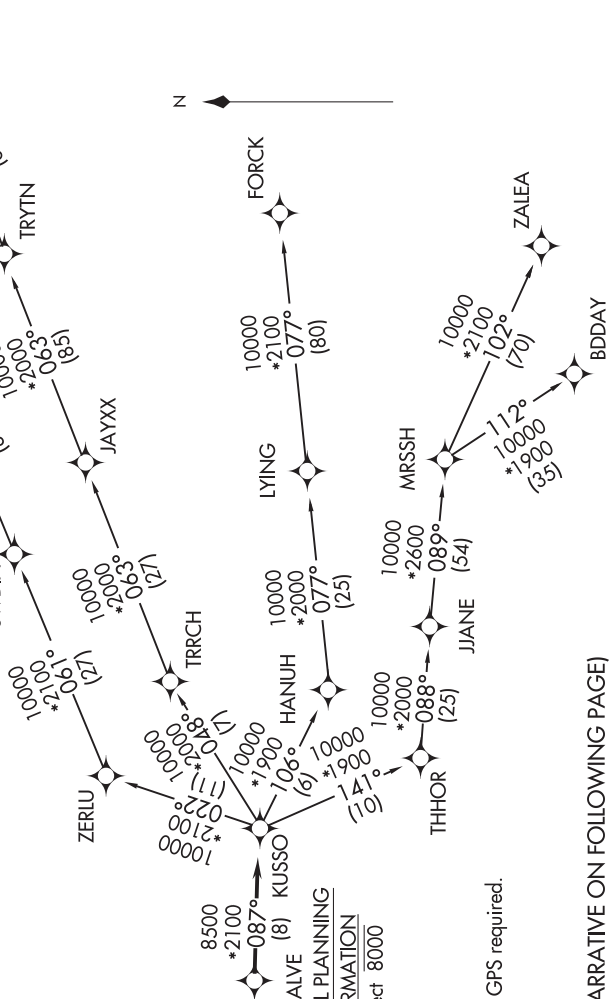 N
TRYTN
FORCK
ZALEA
BDDAY
10000
*2000
063°
(85)
10000
*2100
077°
(80)
10000
*2100
102°
(70)
112°
10000
*1900
(35)
JAYXX
LYING
MRSSH
10000
*2000
063°
(27)
10000
*2000
077°
(25)
10000
*2600
089°
(54)
TRRCH
HANUH
JJANE
10000
*2100
061°
(27)
10000
*2000
048°
(7)
10000
*1900
106°
(6)
10000
*1900
141°
(10)
10000
*2000
088°
(25)
ZERLU
10000
*2100
022°
(11)
KUSSO
THHOR
8500
*2100
087°
(8)
ALVE
L PLANNING
RMATION
ct 8000
GPS required.
ARRATIVE ON FOLLOWING PAGE)